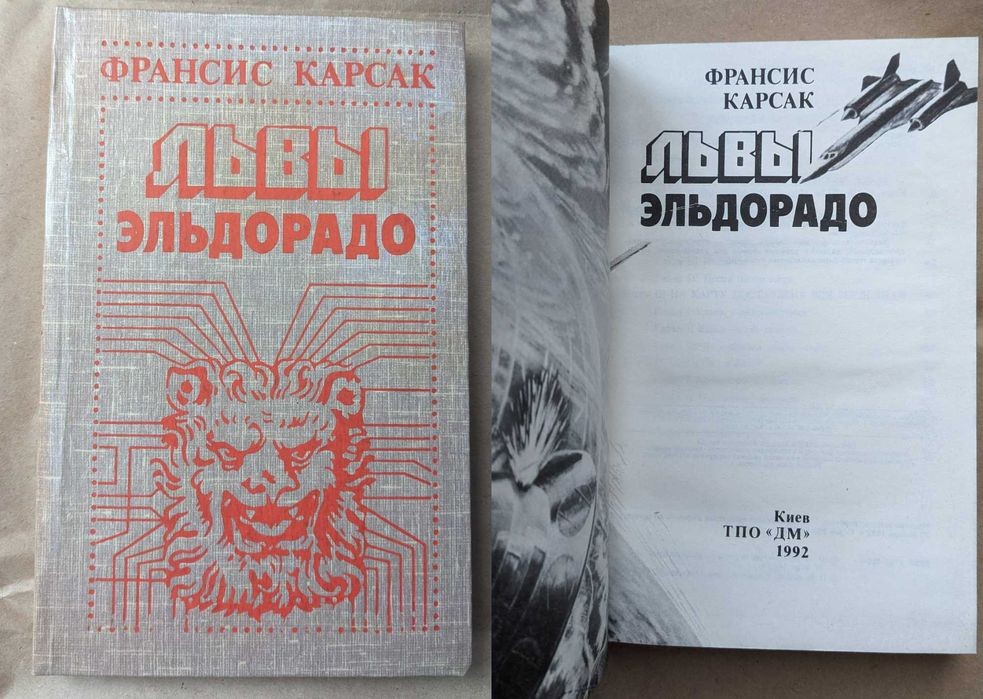 ФРАНСИС КАРСАК
ЛЬВЫ
ЭЛЬДОРАДО
ФРАНСИС
КАРСАК
ЛЬВЫ
ЭЛЬДОРАДО
Киев
ТПО «ДМ»
1992